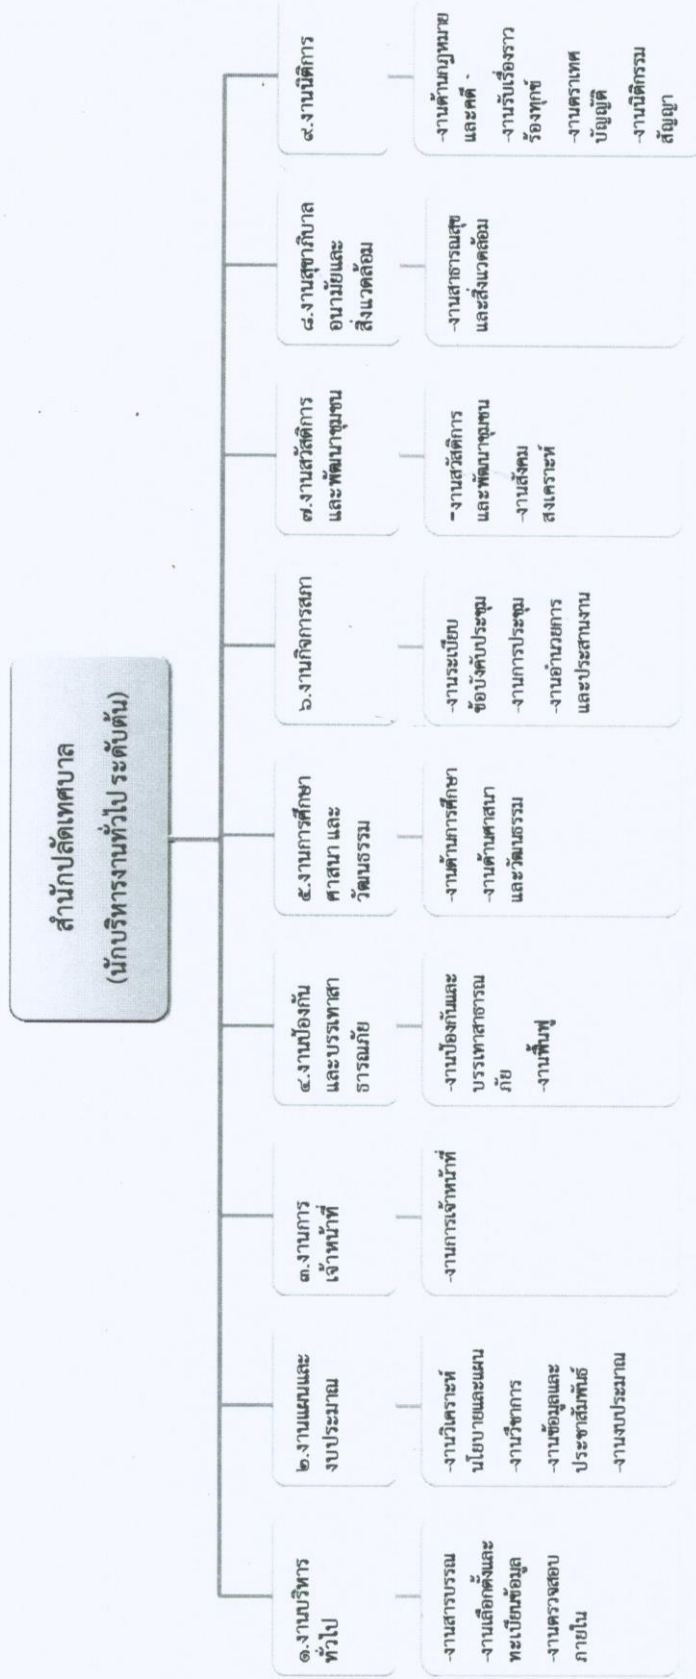 สำนักปลัดเทศบาล
(นักบริหารงานทั่วไป ระดับต้น)
๑.งานบริหาร
ทั่วไป
-งานสารบรรณ
-งานเลือกตั้งและ
ทะเบียนข้อมูล
-งานตรวจสอบ
ภายใน
๒.งานแผนและ
งบประมาณ
-งานวิเคราะห์
นโยบายและแผน
-งานวิชาการ
-งานข้อมูลและ
ประชาสัมพันธ์
-งานงบประมาณ
๓.งานการ
เจ้าหน้าที่
-งานการเจ้าหน้าที่
๔.งานป้องกัน
และบรรเทาสา
ธารณภัย
-งานป้องกันและ
บรรเทาสาธารณ
ภัย
-งานฟื้นฟู
๕.งานการศึกษา
ศาสนา และ
วัฒนธรรม
-งานด้านการศึกษา
-งานด้านศาสนา
และวัฒนธรรม
๖.งานกิจการสภา
-งานระเบียบ
ข้อบังคับประชุม
-งานการประชุม
-งานอำนวยการ
และประสานงาน
๗.งานสวัสดิการ
และพัฒนาชุมชน
-งานสวัสดิการ
และพัฒนาชุมชน
-งานสังคม
สงเคราะห์
๘.งานสุขาภิบาล
อนามัยและ
สิ่งแวดล้อม
-งานสาธารณสุข
และสิ่งแวดล้อม
๙.งานนิติการ
-งานด้านกฎหมาย
และคดี
-งานรับเรื่องราว
ร้องทุกข์
-งานตราเทศ
บัญญัติ
-งานนิติกรรม
สัญญา